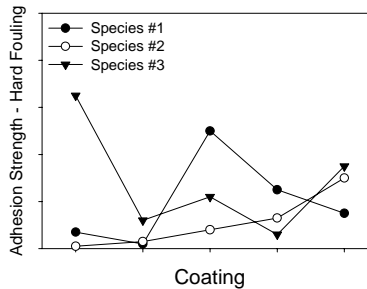 Adhesion Strength - Hard Fouling
Species #1
Species #2
Species #3
Coating